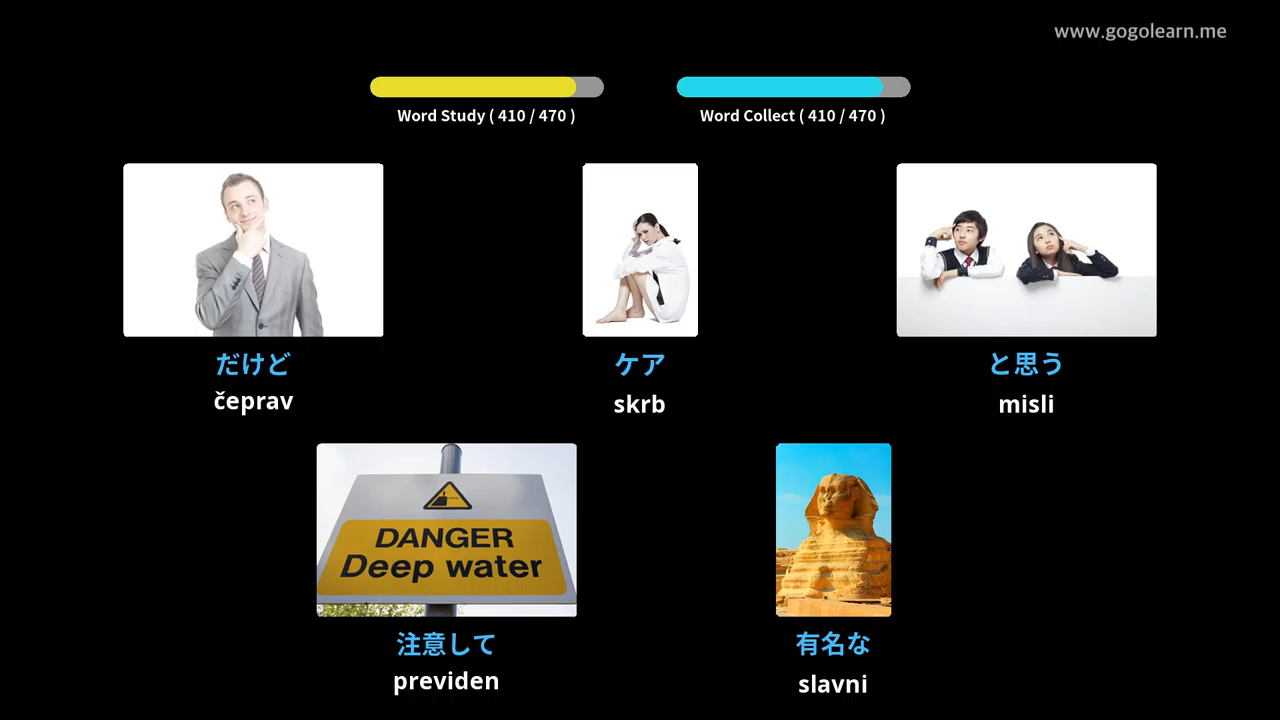 www.gogolearn.me
Word Study ( 410 / 470 )
Word Collect ( 410 / 470 )
だけど
čeprav
ケア
skrb
と思う
misli
DANGER
Deep water
注意して
previden
有名な
slavni